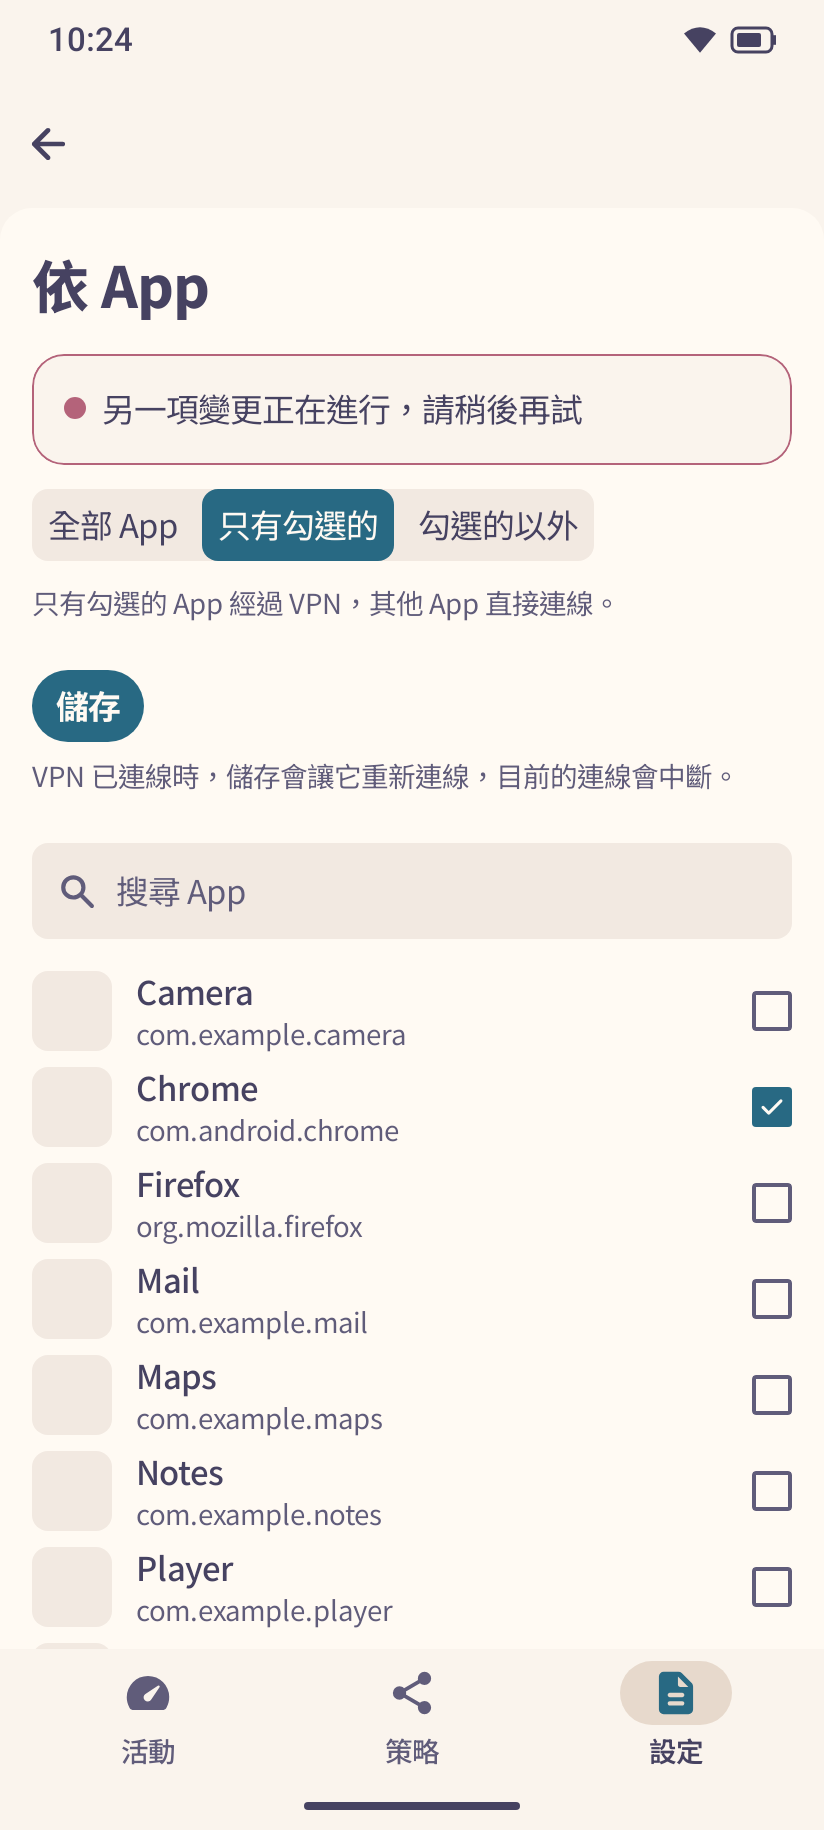 10:24
依 App
另一項變更正在進行，請稍後再試
全部 App
只有勾選的
勾選的以外
只有勾選的 App 經過 VPN，其他 App 直接連線。
儲存
VPN 已連線時，儲存會讓它重新連線，目前的連線會中斷。
搜尋 App
Camera
com.example.camera
Chrome
com.android.chrome
Firefox
org.mozilla.firefox
Mail
com.example.mail
Maps
com.example.maps
Notes
com.example.notes
Player
com.example.player
活動
策略
設定